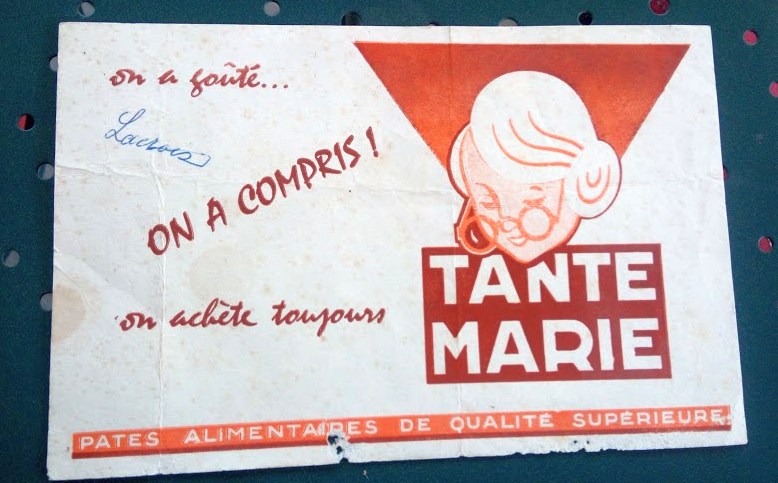 on a goûté...
Lacroix
ON A COMPRIS !
on achète toujours
TANTE
MARIE
PATES ALIMENTAIRES DE QUALITÉ SUPÉRIEURE